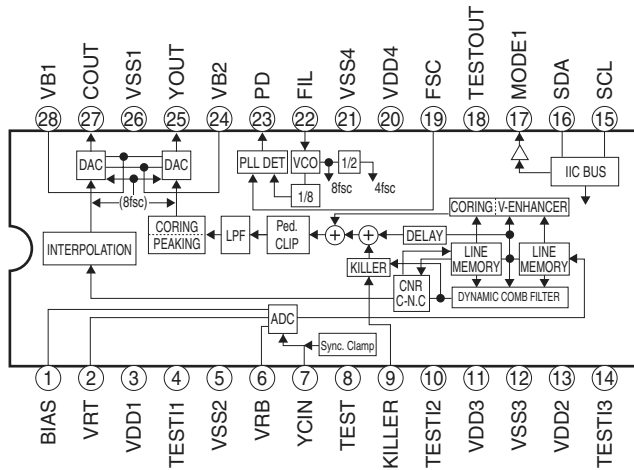 VB1
COUT
VSS1
YOUT
VB2
PD
FIL
VSS4
VDD4
FSC
TESTOUT
MODE1
SDA
SCL
28
27
26
25
24
23
22
21
20
19
18
17
16
15
DAC
DAC
PLL DET
VCO
1/2
IIC BUS
8fsc
4fsc
(8fsc)
1/8
CORING
V-ENHANCER
INTERPOLATION
CORING
PEAKING
LPF
Ped.
CLIP
+
+
DELAY
LINE
MEMORY
LINE
MEMORY
KILLER
CNR
C-N.C
DYNAMIC COMB FILTER
ADC
Sync. Clamp
1
2
3
4
5
6
7
8
9
10
11
12
13
14
BIAS
VRT
VDD1
TESTI1
VSS2
VRB
YCIN
TEST
KILLER
TESTI2
VDD3
VSS3
VDD2
TESTI3